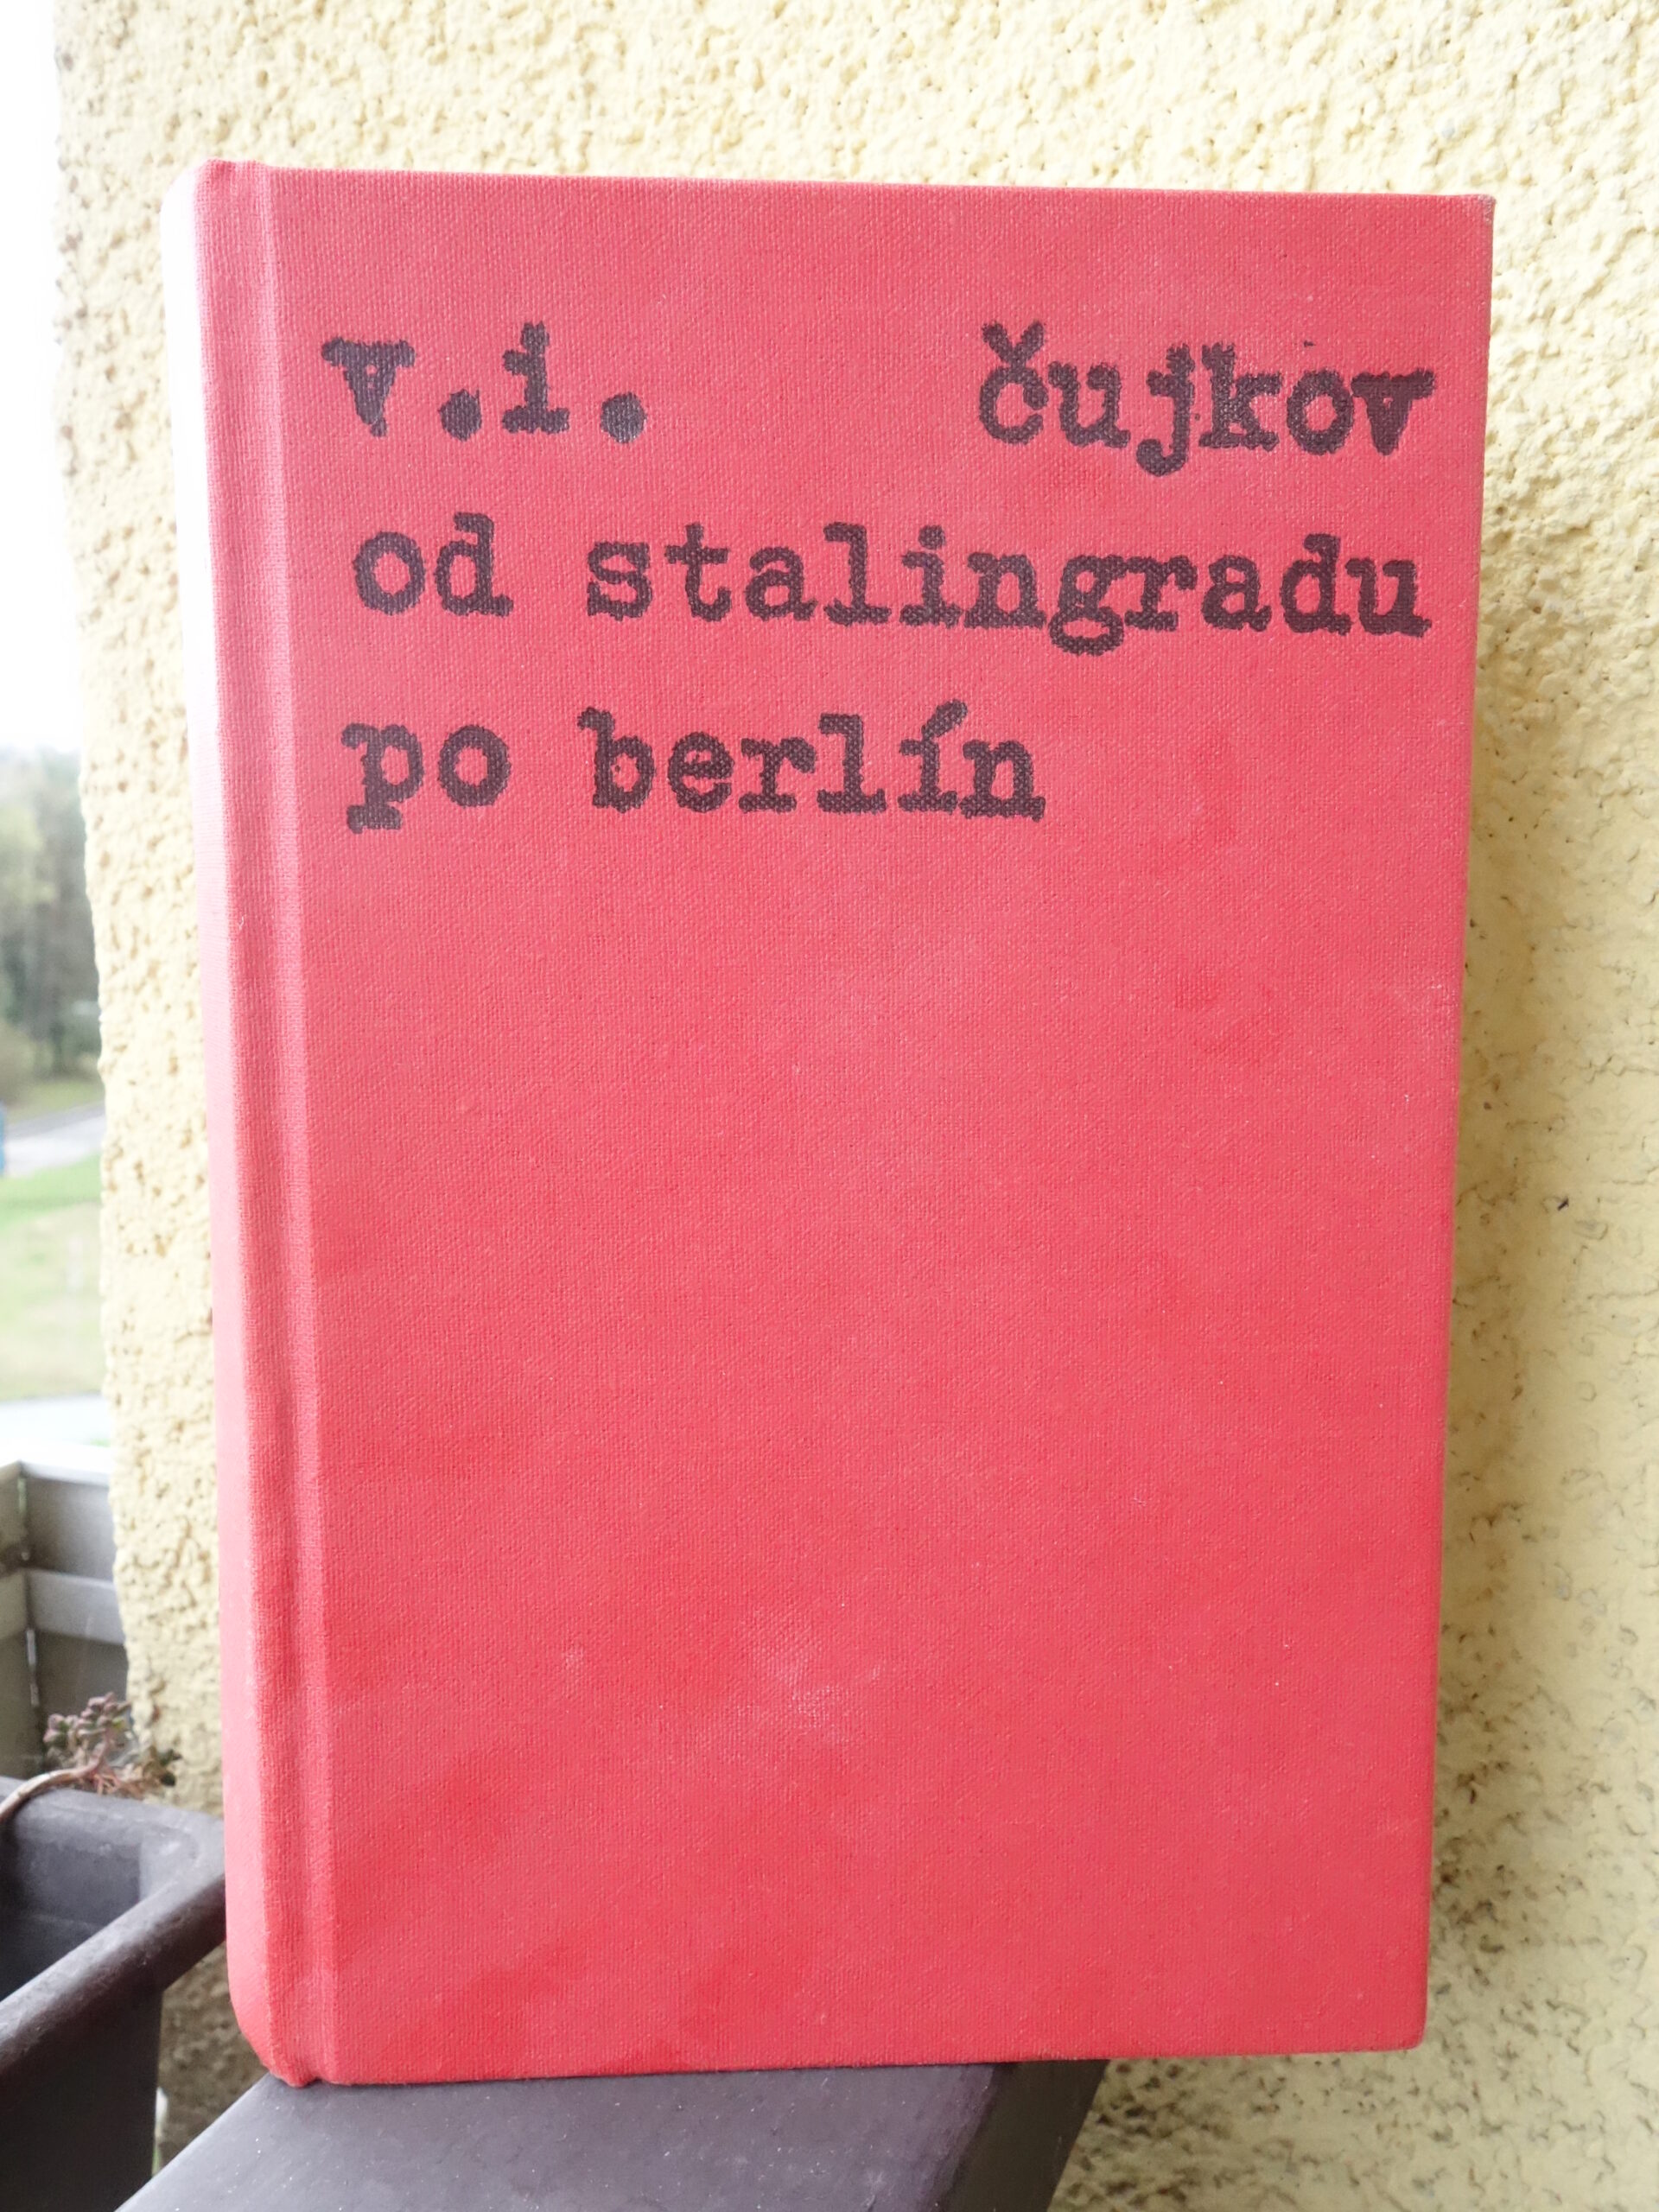 v.i. čujkov
od stalingradu
po berlín